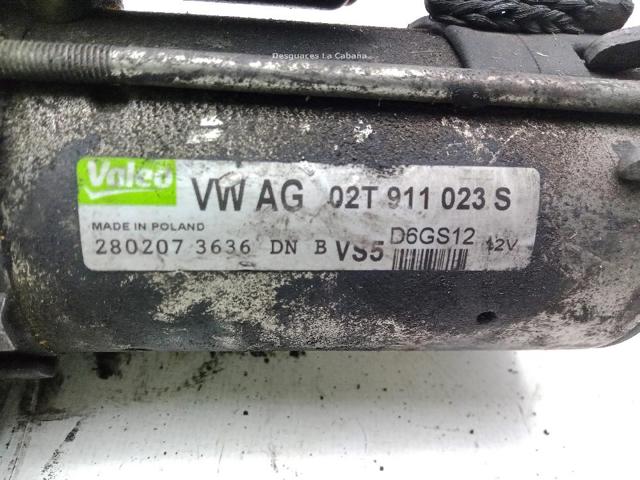 Desguaces La Cabaña
Valeo VW AG 02T 911 023 S
MADE IN POLAND
280207 3636 DN B VS5 D6GS12 12V